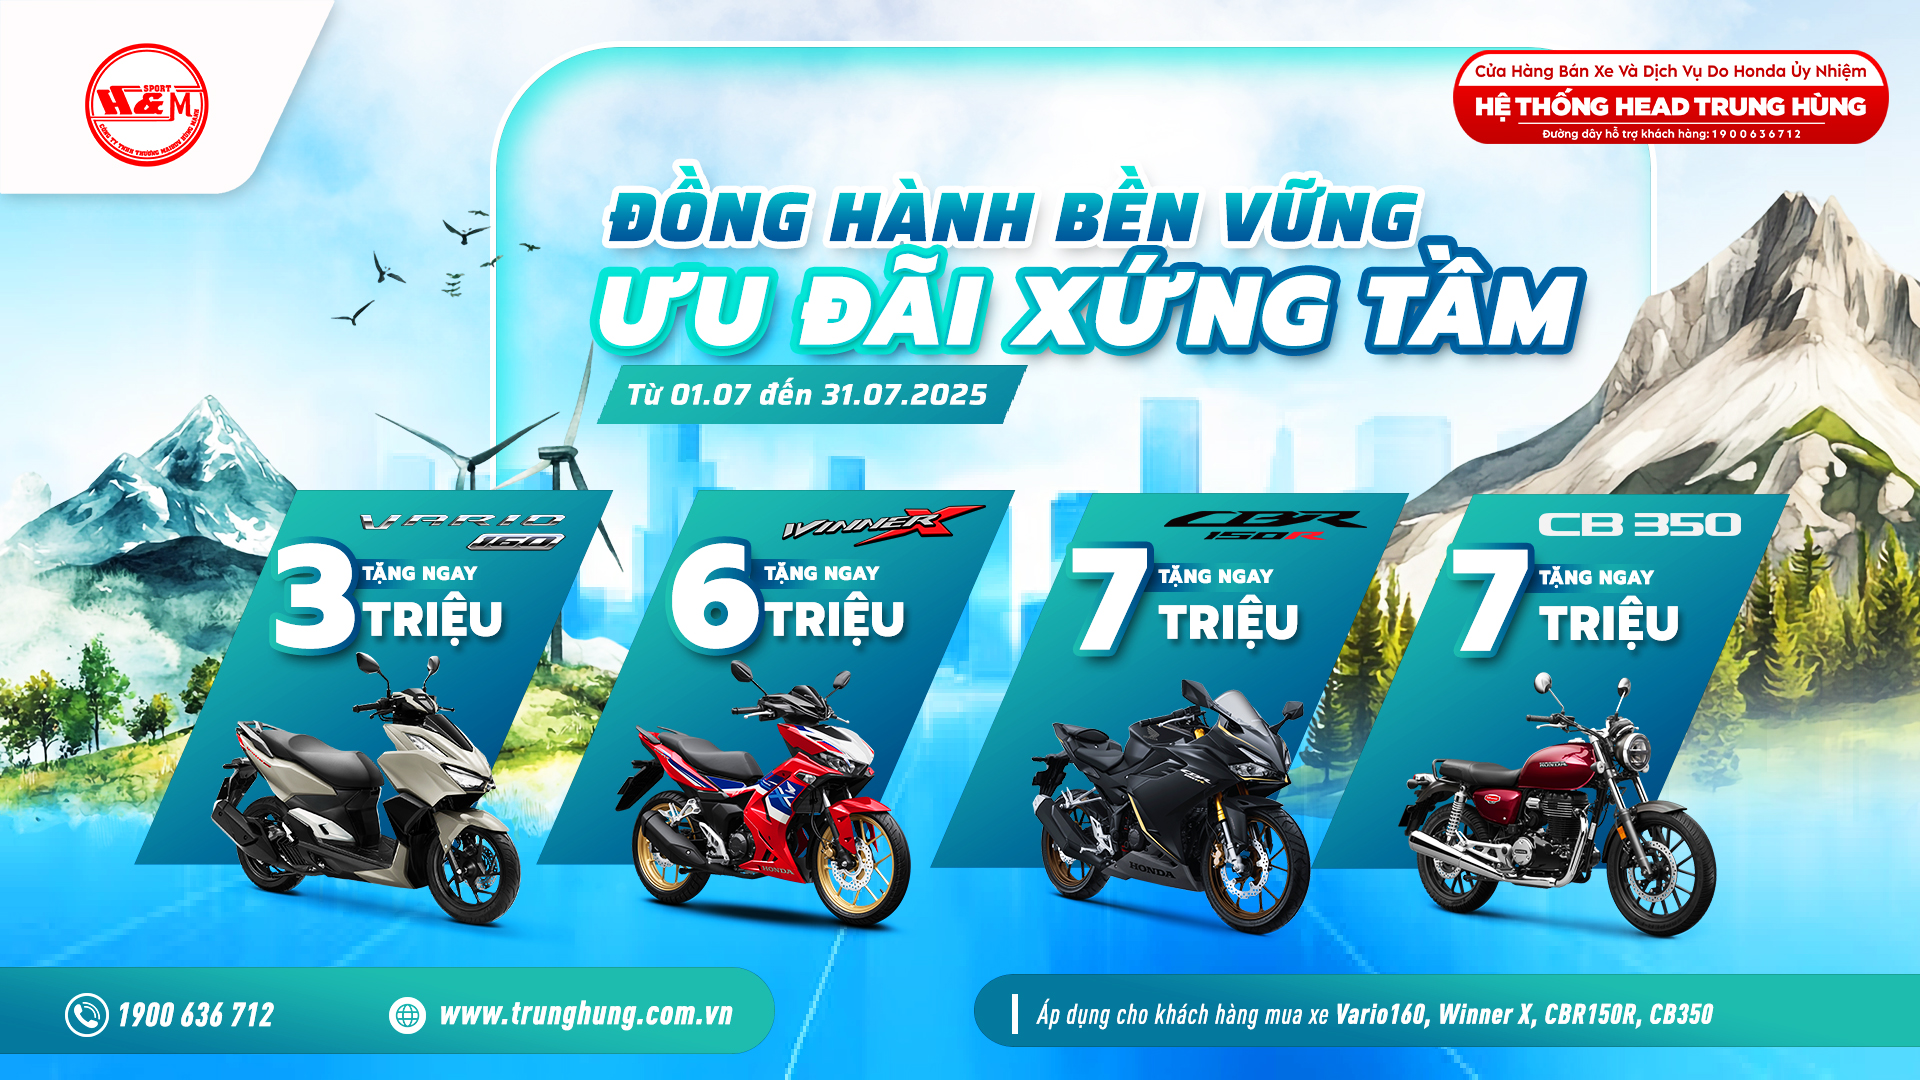 SPORT
H&M
Cửa Hàng Bán Xe Và Dịch Vụ Do Honda Ủy Nhiệm
HỆ THỐNG HEAD TRUNG HÙNG
Đường dây hỗ trợ khách hàng: 1900636712
ĐỒNG HÀNH BỀN VỮNG
ƯU ĐÃI XỨNG TẦM
Từ 01.07 đến 31.07.2025
VARIO
160
3 TẶNG NGAY
TRIỆU
WINNER X
6 TẶNG NGAY
TRIỆU
CBR
150R
7 TẶNG NGAY
TRIỆU
CB 350
7 TẶNG NGAY
TRIỆU
HONDA
HONDA
HONDA
1900 636 712
www.trunghung.com.vn
Áp dụng cho khách hàng mua xe Vario160, Winner X, CBR150R, CB350